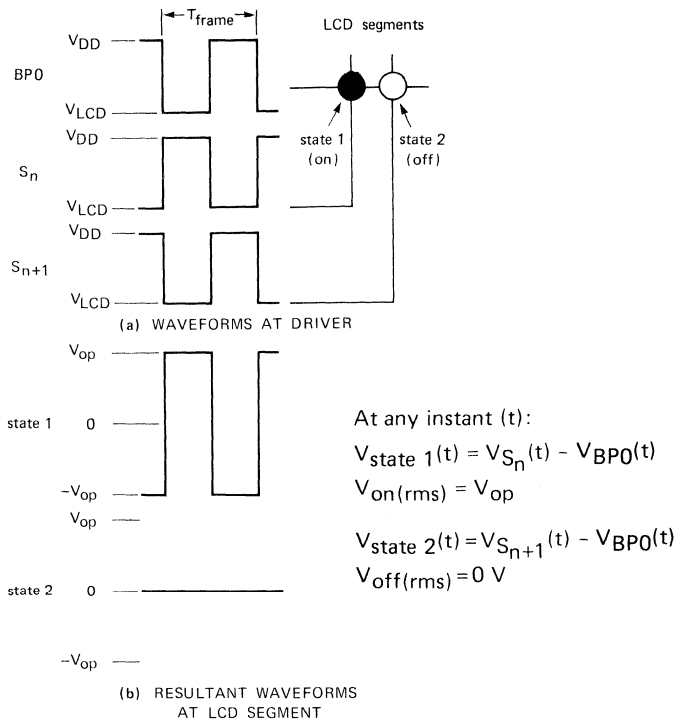 T_frame
LCD segments
V_DD
BP0
V_LCD
V_DD
state 1
(on)
state 2
(off)
S_n
V_LCD
V_DD
S_n+1
V_LCD
(a) WAVEFORMS AT DRIVER
V_op
state 1 0
-V_op
At any instant (t):
V_state 1(t) = V_S_n(t) - V_BP0(t)
V_on(rms) = V_op
V_op
V_state 2(t) = V_S_n+1(t) - V_BP0(t)
V_off(rms) = 0 V
state 2 0
-V_op
(b) RESULTANT WAVEFORMS
AT LCD SEGMENT